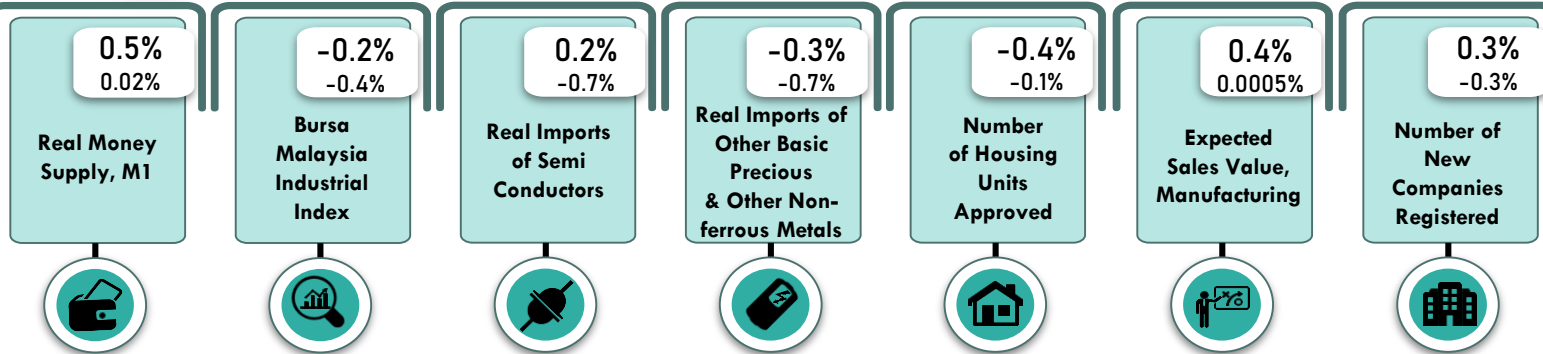 0.5%
0.02%
Real Money
Supply, M1
-0.2%
-0.4%
Bursa
Malaysia
Industrial
Index
0.2%
-0.7%
Real Imports
of Semi
Conductors
-0.3%
-0.7%
Real Imports of
Other Basic
Precious
& Other Non-
ferrous Metals
-0.4%
-0.1%
Number
of Housing
Units
Approved
0.4%
0.0005%
Expected
Sales Value,
Manufacturing
0.3%
-0.3%
Number of
New
Companies
Registered